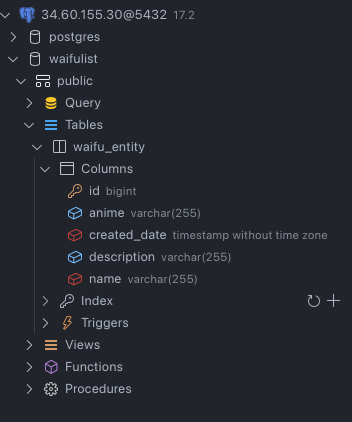 34.60.155.30@5432 17.2
postgres
waifulist
public
Query
Tables
waifu_entity
Columns
id bigint
anime varchar(255)
created_date timestamp without time zone
description varchar(255)
name varchar(255)
Index
Triggers
Views
Functions
Procedures